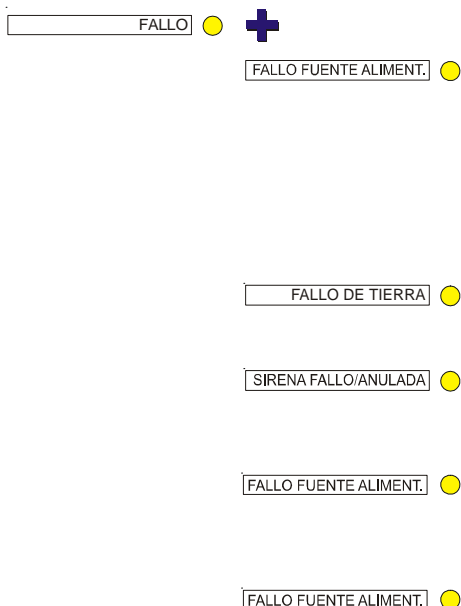 FALLO
FALLO FUENTE ALIMENT.
FALLO DE TIERRA
SIRENA FALLO/ANULADA
FALLO FUENTE ALIMENT.
FALLO FUENTE ALIMENT.